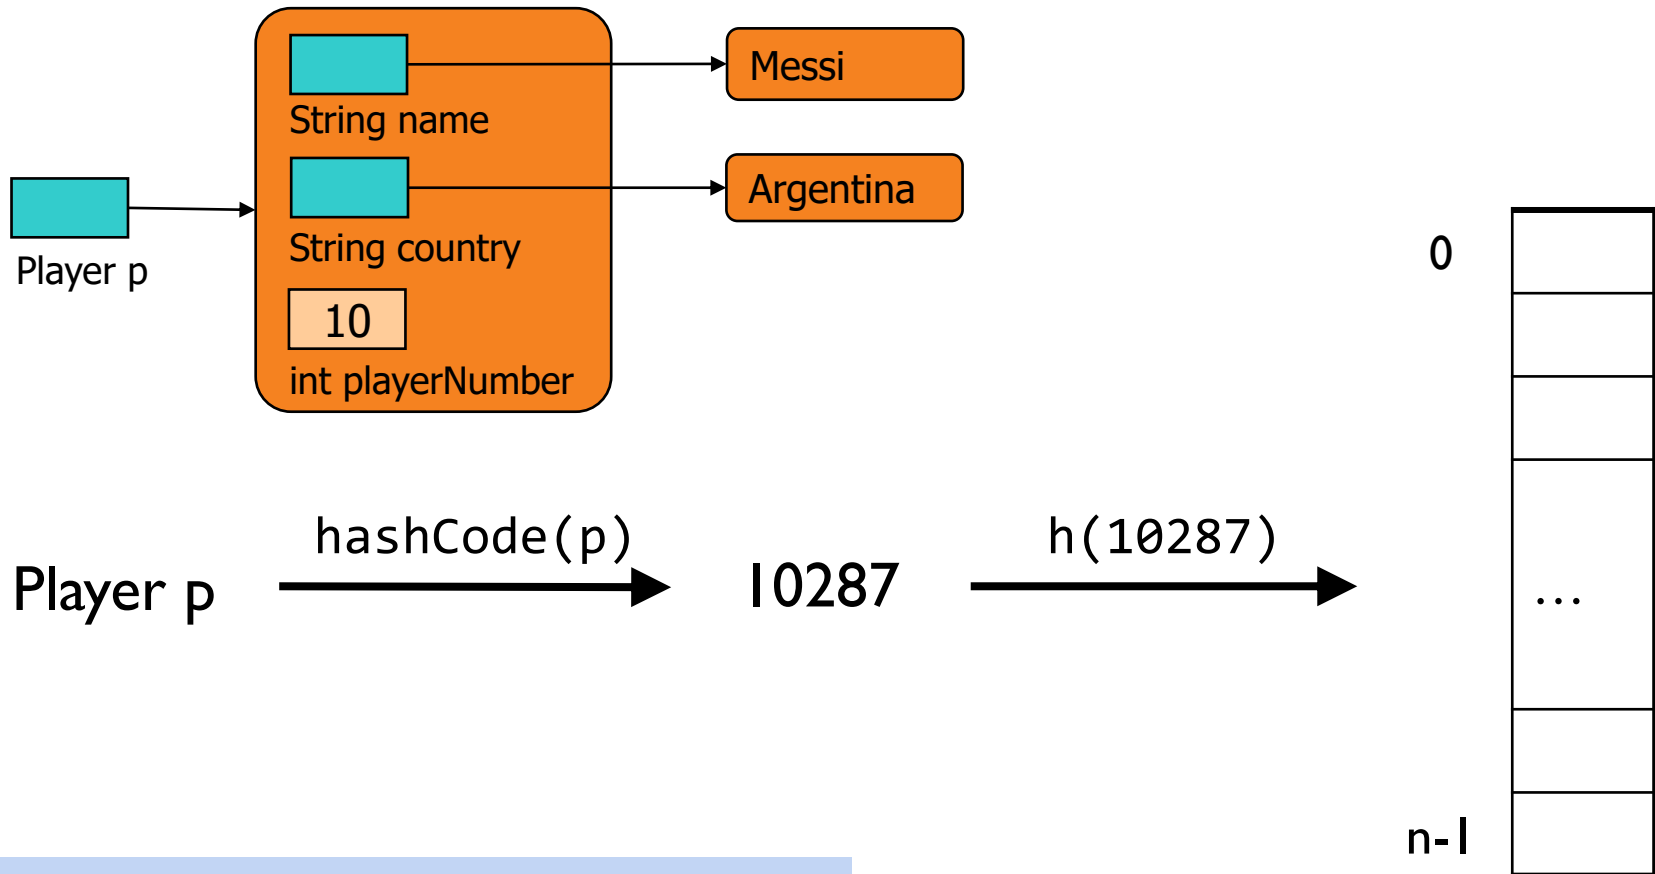 Messi
String name
Argentina
String country
Player p
0
10
int playerNumber
hashCode(p)
h(10287)
Player p
10287
...
n-1